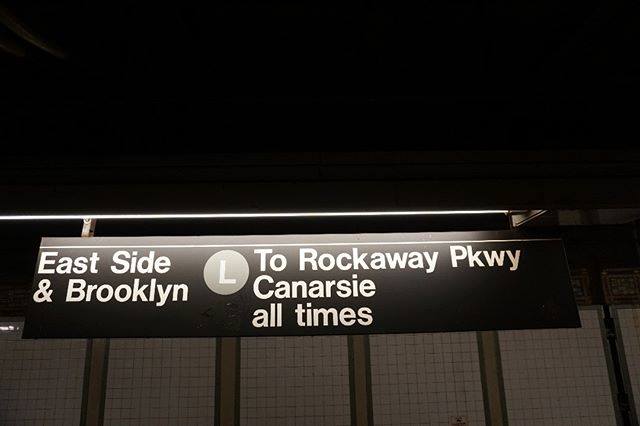 East Side
& Brooklyn
L
To Rockaway Pkwy
Canarsie
all times